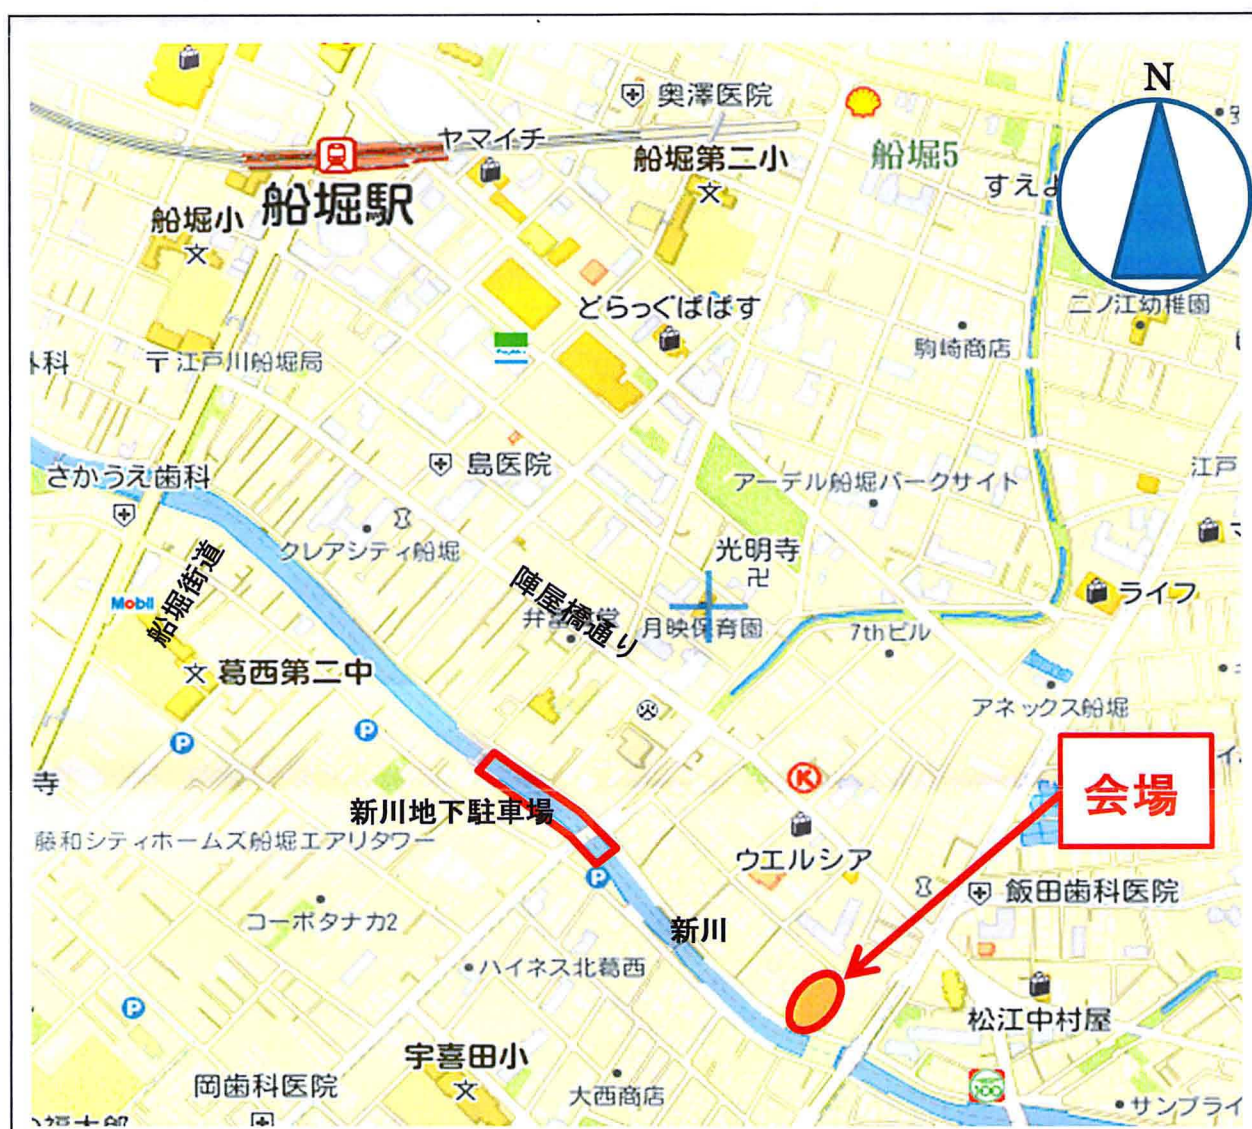 N
奥澤医院
ヤマイチ
船堀第二小
船堀5
すえよ
船堀小
船堀駅
二ノ江幼稚園
どらっぐぱぱす
駒崎商店
外科
江戸川船堀局
さかうえ歯科
島医院
アーデル船堀パークサイト
江戸
クレアシティ船堀
光明寺
船堀街道
Mobil
陣屋橋通り
月映保育園
7thビル
ライフ
葛西第二中
P
P
アネックス船堀
寺
新川地下駐車場
K
会場
藤和シティホームズ船堀エアリタワー
P
ウエルシア
飯田歯科医院
コーポタナカ2
新川
ハイネス北葛西
P
松江中村屋
宇喜田小
岡歯科医院
大西商店
100
サンプライ
の福太郎